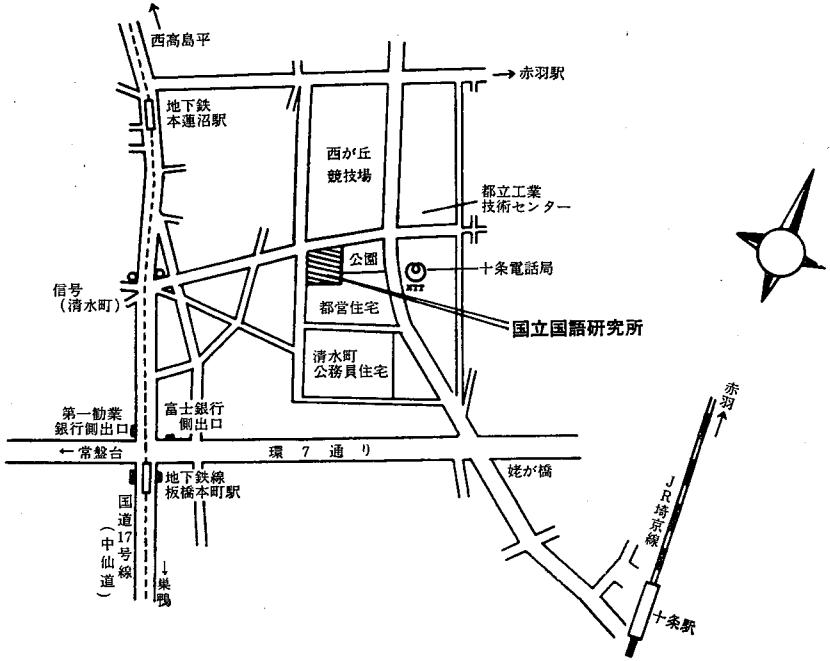 西高島平
赤羽駅
地下鉄
本蓮沼駅
西が丘
競技場
都立工業
技術センター
公園
十条電話局
NTT
信号
(清水町)
都営住宅
国立国語研究所
清水町
公務員住宅
第一勧業
銀行側出口
富士銀行
側出口
常盤台
環7通り
姥が橋
地下鉄線
板橋本町駅
国道17号線
(中仙道)
巣鴨
赤羽
JR埼京線
十条駅